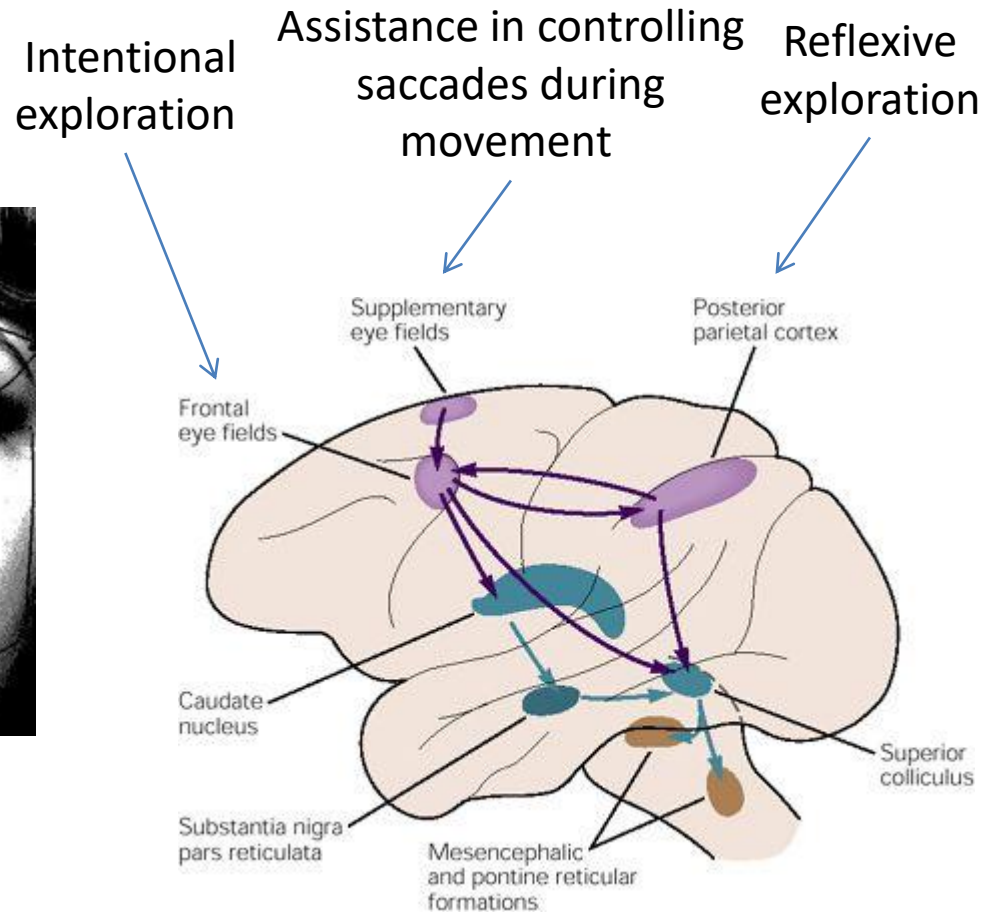 Intentional
exploration
Assistance in controlling
saccades during
movement
Reflexive
exploration
Supplementary
eye fields
Posterior
parietal cortex
Frontal
eye fields
Caudate
nucleus
Superior
colliculus
Substantia nigra
pars reticulata
Mesencephalic
and pontine reticular
formations